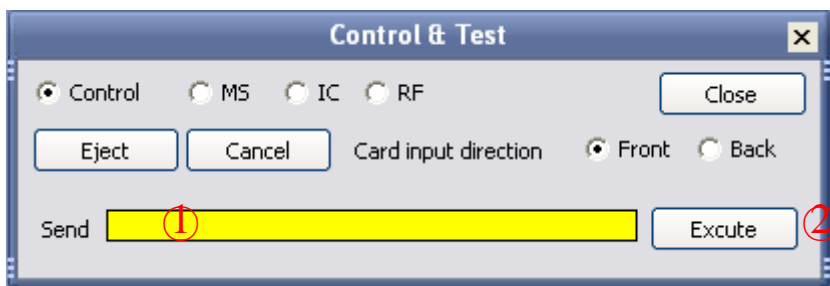 Control & Test
Control MS IC RF Close
Eject Cancel Card input direction Front Back
Send ① Excute ②